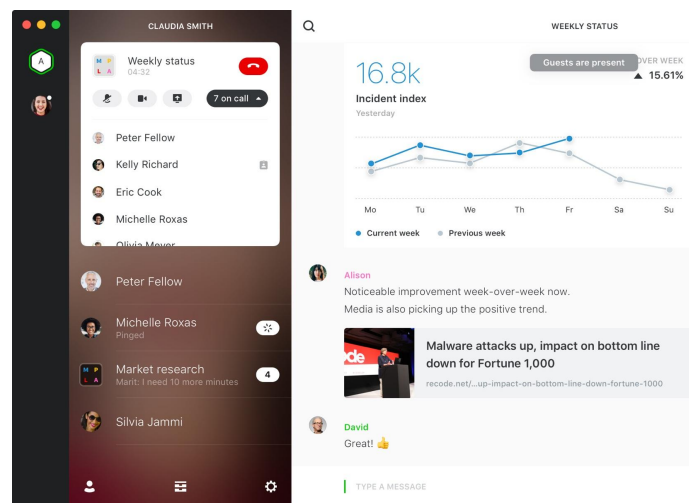 CLAUDIA SMITH
A
M P
L A
Weekly status
04:32
7 on call
Peter Fellow
Kelly Richard
Eric Cook
Michelle Roxas
Olivia Meyer
Peter Fellow
Michelle Roxas
Pinged
M P
L A
Market research
Marit: I need 10 more minutes
4
Silvia Jammi
WEEKLY STATUS
16.8k
Guests are present
OVER WEEK
▲ 15.61%
Incident index
Yesterday
Mo Tu We Th Fr Sa Su
Current week Previous week
Alison
Noticeable improvement week-over-week now.
Media is also picking up the positive trend.
Malware attacks up, impact on bottom line
down for Fortune 1,000
recode.net/...up-impact-on-bottom-line-down-fortune-1000
David
Great! 👍
TYPE A MESSAGE